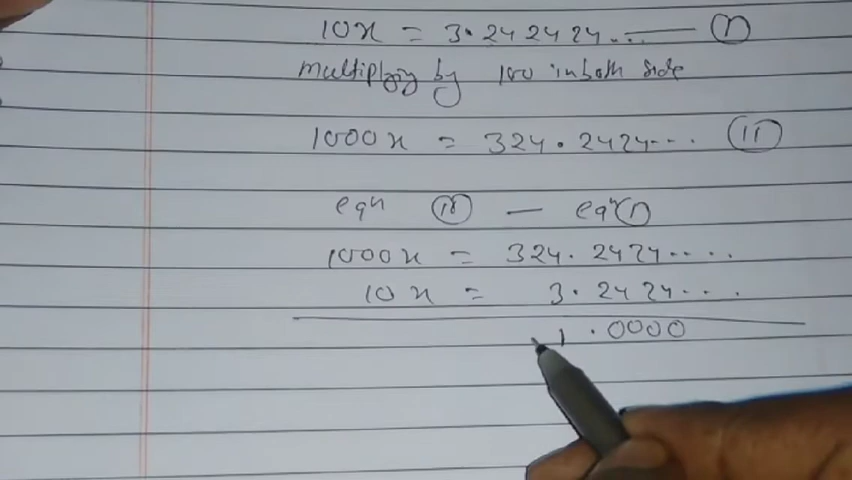 10x = 3.242424... — (I)
multiplying by 100 in both side
1000x = 324.2424... (II)
eqn (II) — eqn (I)
1000x = 324.2424....
10x = 3.2424...
1.0000